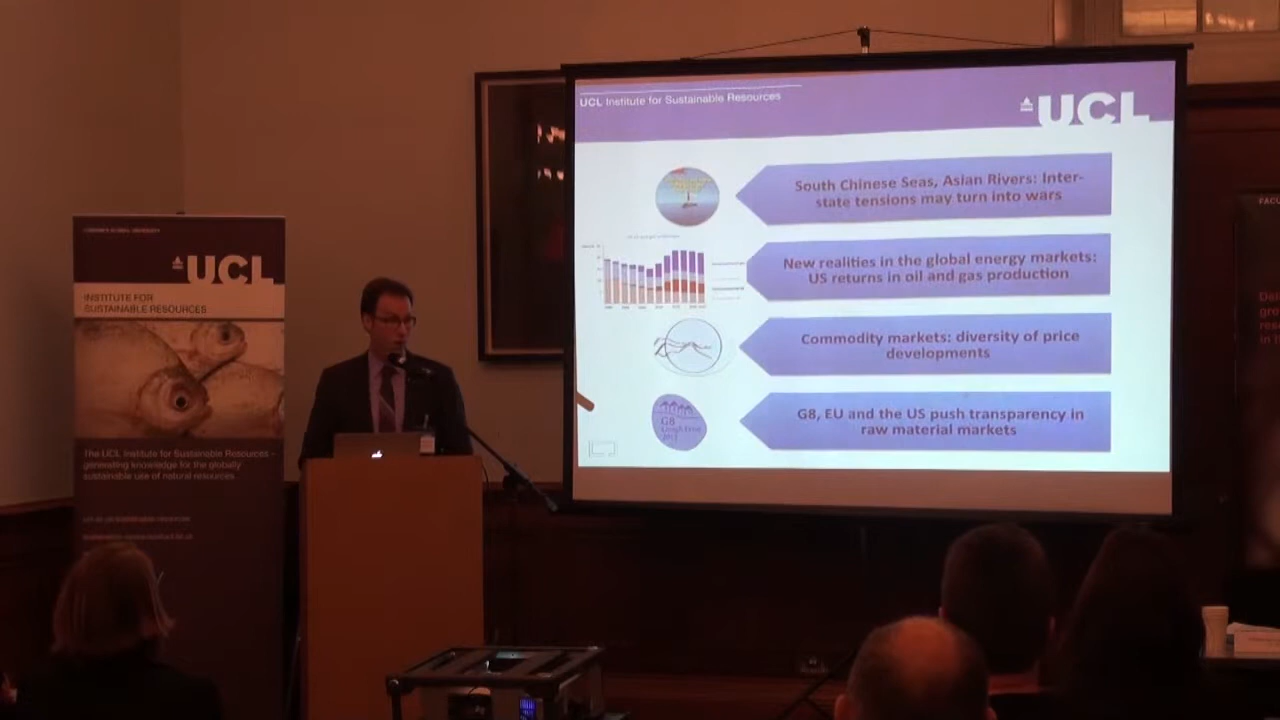 UCL Institute for Sustainable Resources
UCL
South Chinese Seas, Asian Rivers: Inter-
state tensions may turn into wars
New realities in the global energy markets:
US returns in oil and gas production
Commodity markets: diversity of price
developments
G8, EU and the US push transparency in
raw material markets
G8
UCL
INSTITUTE FOR
SUSTAINABLE RESOURCES
The UCL Institute for Sustainable Resources -
generating knowledge for the globally
sustainable use of natural resources.